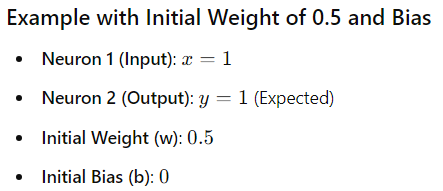 Example with Initial Weight of 0.5 and Bias
• Neuron 1 (Input): x = 1
• Neuron 2 (Output): y = 1 (Expected)
• Initial Weight (w): 0.5
• Initial Bias (b): 0